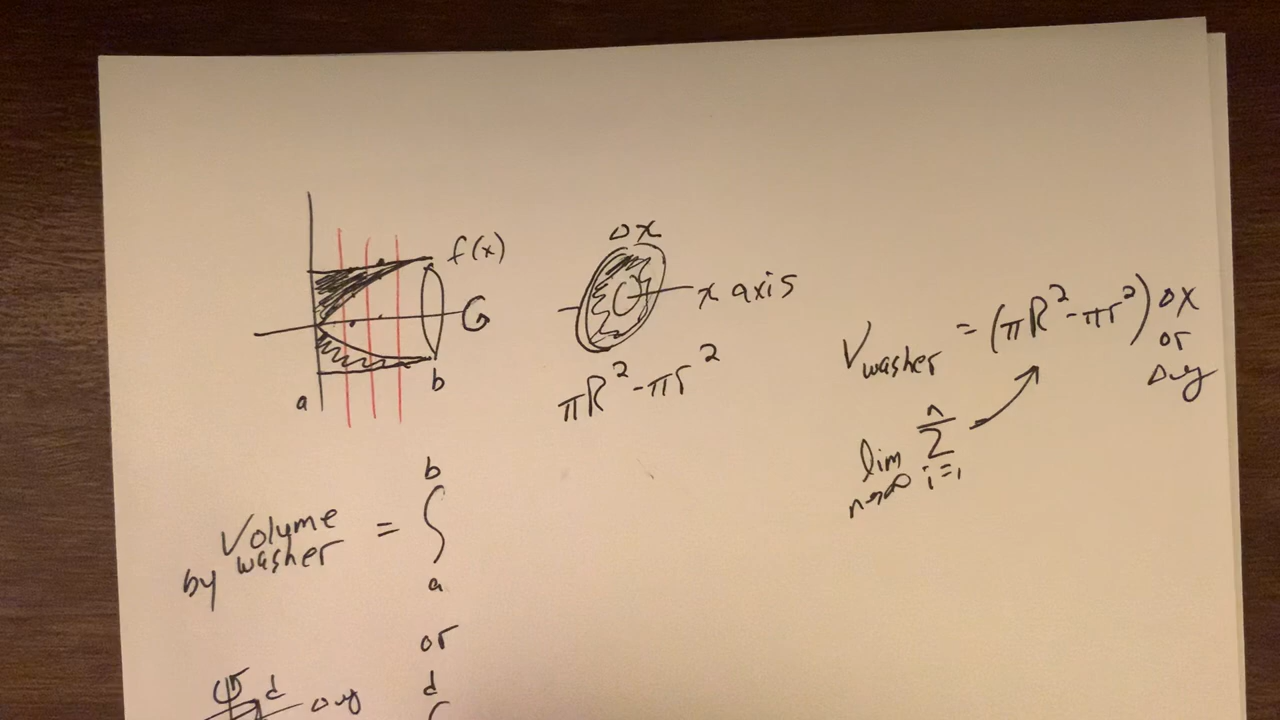 f(x)
a
b
Δx
x axis
πR² - πr²
V washer = (πR² - πr²) Δx
or
Δy
lim n→∞ n Σ i=1
Volume
by washer = ∫ b a
or
d
d Δy